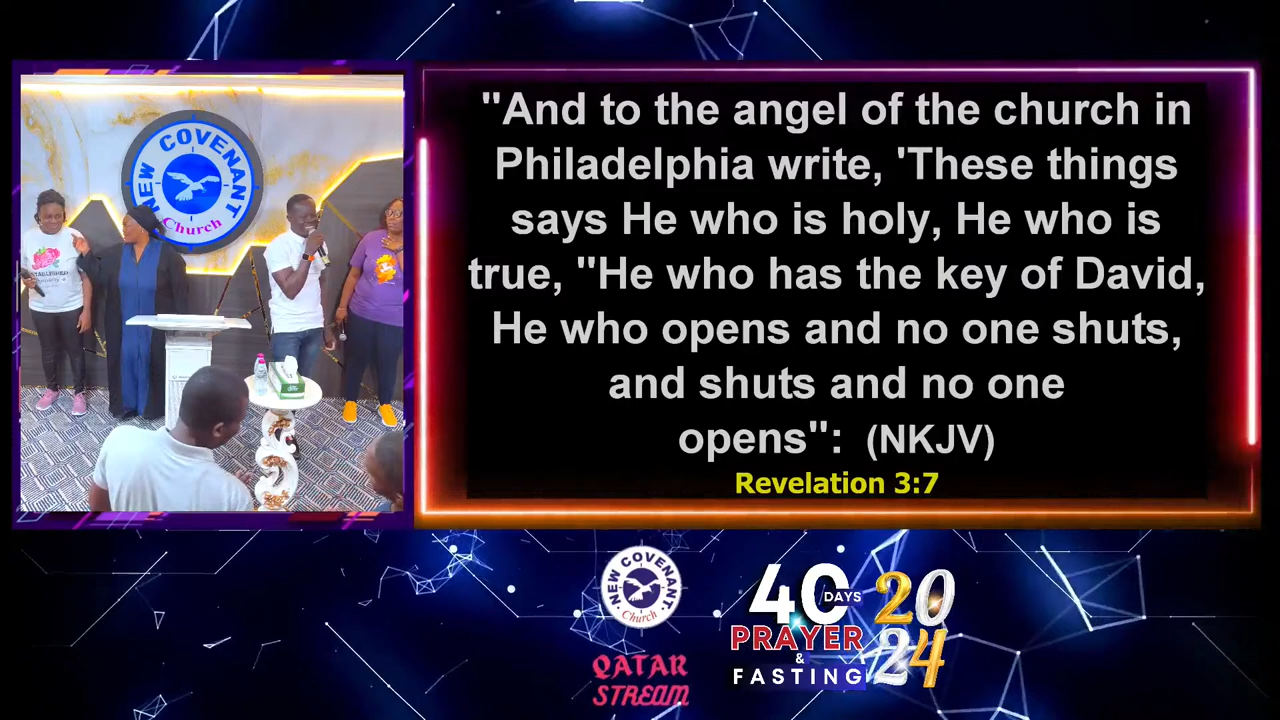 NEW COVENANT
Church
"And to the angel of the church in
Philadelphia write, 'These things
says He who is holy, He who is
true, "He who has the key of David,
He who opens and no one shuts,
and shuts and no one
opens": (NKJV)
Revelation 3:7
NEW COVENANT
Church
QATAR
STREAM
40 DAYS
PRAYER
&
FASTING
2024